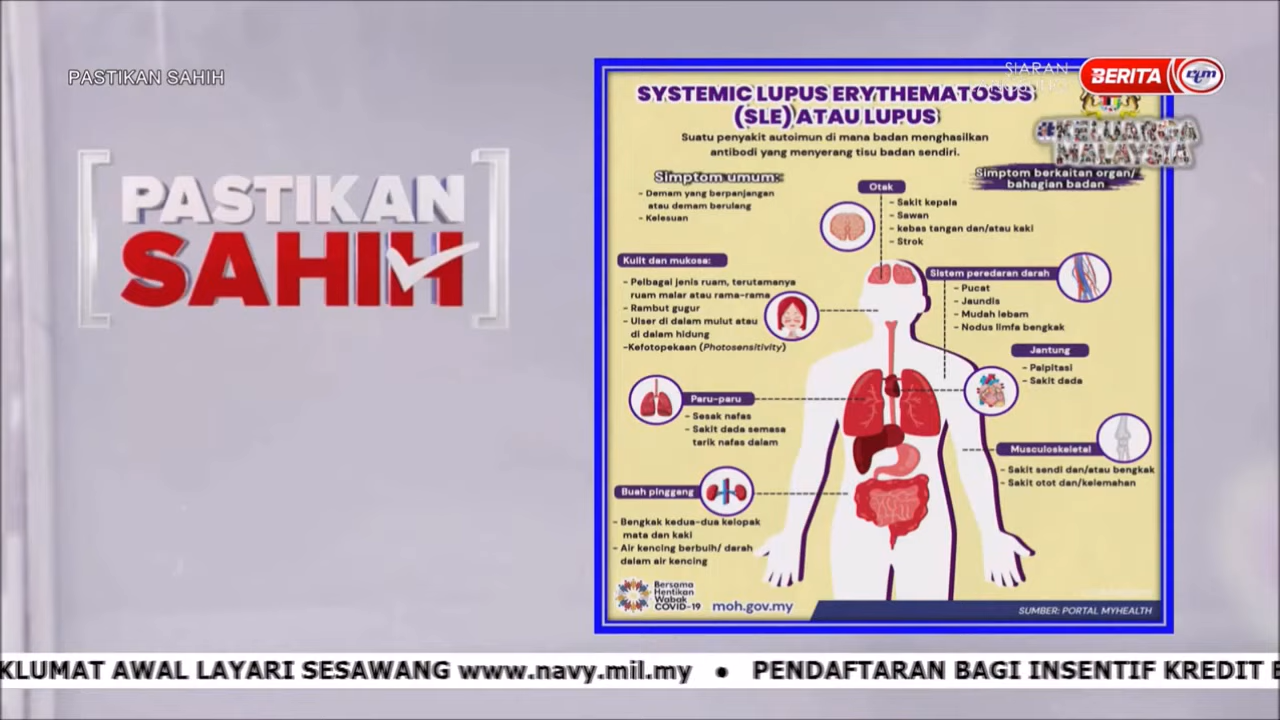 PASTIKAN SAHIH
SIARAN
BERITA rtm
PASTIKAN
SAHIH
SYSTEMIC LUPUS ERYTHEMATOSUS
(SLE) ATAU LUPUS
Suatu penyakit autoimun di mana badan menghasilkan
antibodi yang menyerang tisu badan sendiri.
#KELUARGA
MALAYSIA
Simptom umum:
- Demam yang berpanjangan
atau demam berulang
- Kelesuan
Simptom berkaitan organ/
bahagian badan
Otak
- Sakit kepala
- Sawan
- kebas tangan dan/atau kaki
- Strok
Kulit dan mukosa:
- Pelbagai jenis ruam, terutamanya
ruam malar atau rama-rama
- Rambut gugur
- Ulser di dalam mulut atau
di dalam hidung
-Kefotopekaan (Photosensitivity)
Sistem peredaran darah
- Pucat
- Jaundis
- Mudah lebam
- Nodus limfa bengkak
Jantung
- Palpitasi
- Sakit dada
Paru-paru
- Sesak nafas
- Sakit dada semasa
tarik nafas dalam
Musculoskeletel
- Sakit sendi dan/atau bengkak
- Sakit otot dan/kelemahan
Buah pinggang
- Bengkak kedua-dua kelopak
mata dan kaki
- Air kencing berbuih/ darah
dalam air kencing
Bersama
Hentikan
Wabak
COVID-19
moh.gov.my
SUMBER: PORTAL MYHEALTH
KLUMAT AWAL LAYARI SESAWANG www.navy.mil.my • PENDAFTARAN BAGI INSENTIF KREDIT